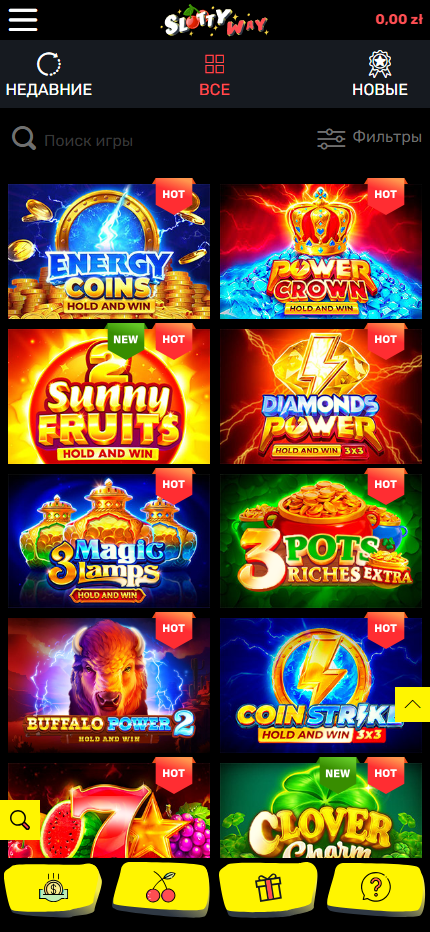 SLOTTY WAY
0,00 zł
НЕДАВНИЕ
ВСЕ
НОВЫЕ
Поиск игры
Фильтры
HOT
HOT
ENERGY
COINS
HOLD AND WIN
POWER
CROWN
HOLD AND WIN
NEW
HOT
HOT
2
Sunny
FRUITS
HOLD AND WIN
DIAMONDS
POWER
HOLD AND WIN 3X3
HOT
HOT
3 Magic
lamps
HOLD AND WIN
3 POTS
RICHES EXTRA
HOT
HOT
BUFFALO POWER 2
HOLD AND WIN
COIN STRIKE
HOLD AND WIN 3X3
HOT
NEW
HOT
7
CLOVER
Charm